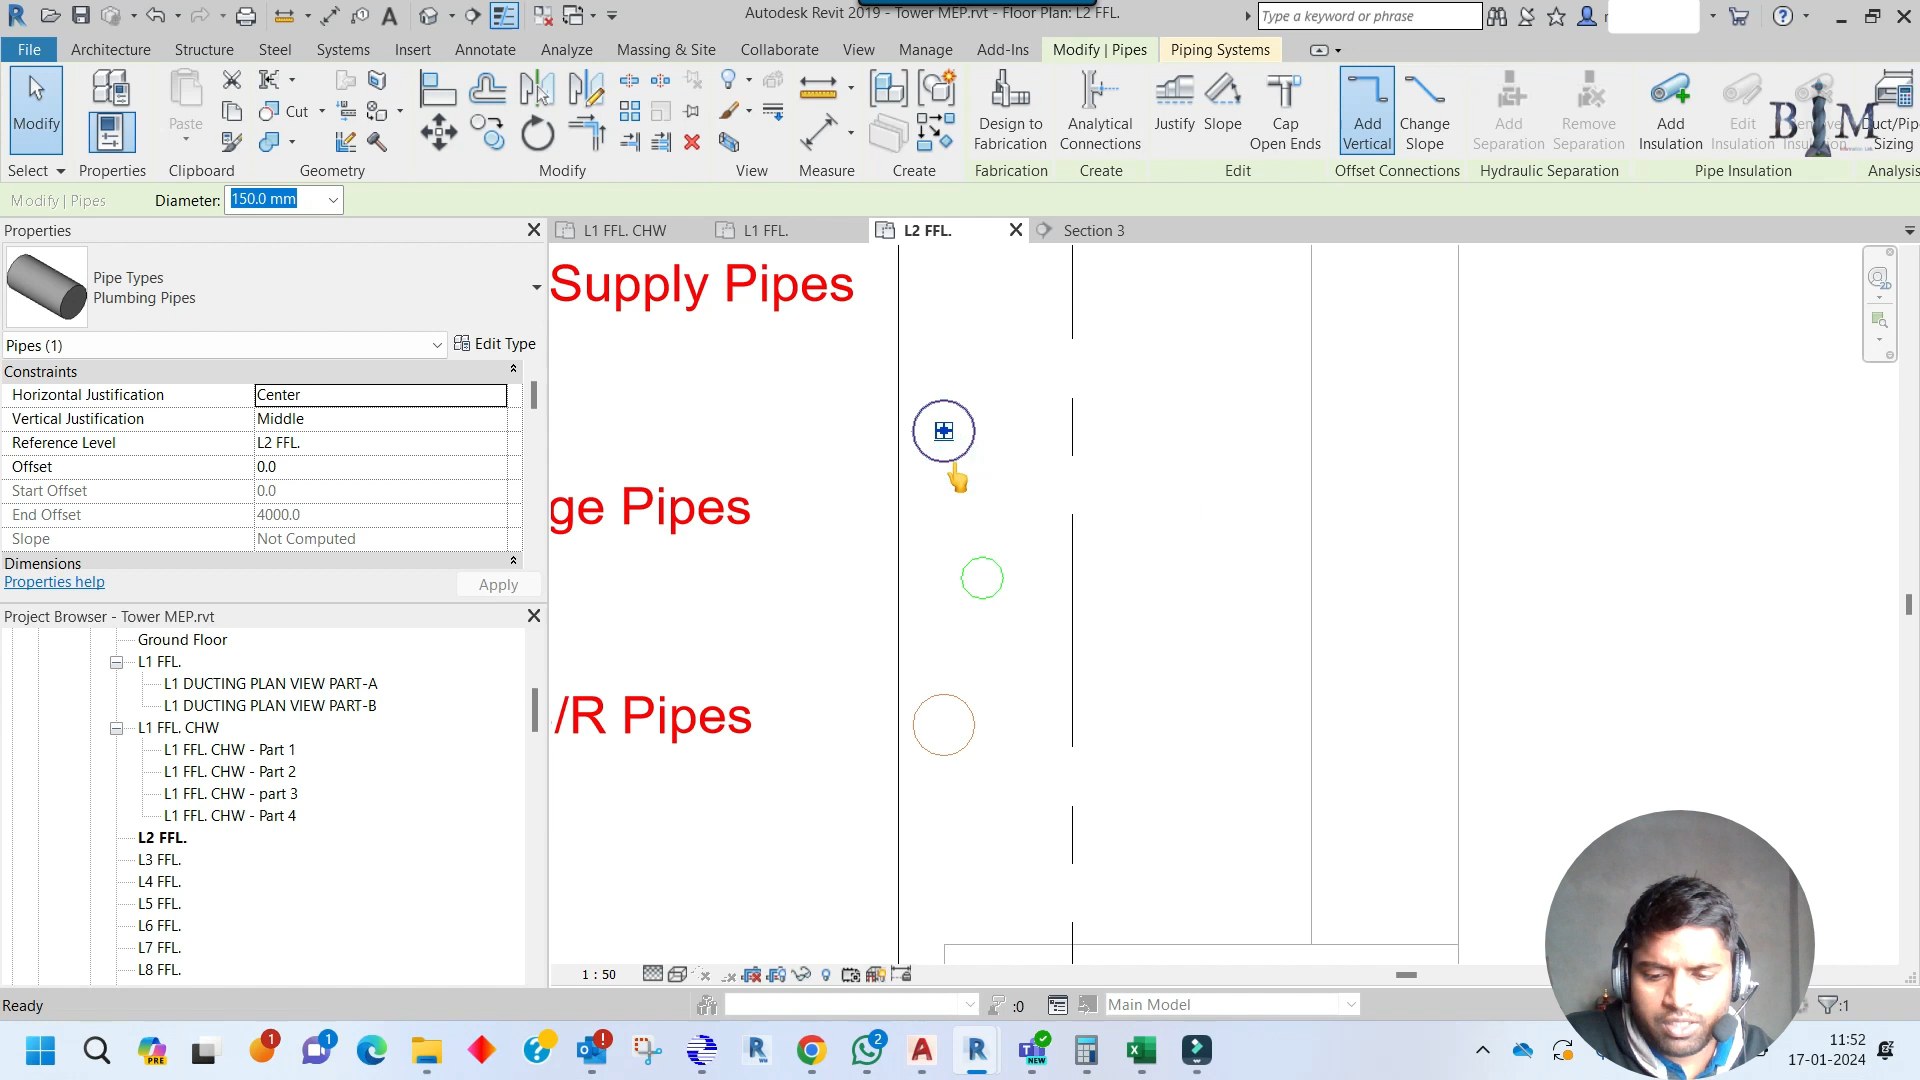 Autodesk Revit 2019 - Tower MEP.rvt - Floor Plan: L2 FFL.
Type a keyword or phrase
File Architecture Structure Steel Systems Insert Annotate Analyze Massing & Site Collaborate View Manage Add-Ins Modify | Pipes Piping Systems
Modify
Paste
Cut
Design to Fabrication
Analytical Connections
Justify
Slope
Cap Open Ends
Add Vertical
Change Slope
Add Separation
Remove Separation
Add Insulation
Edit Insulation
BIM
Duct/Pipe Sizing
Select Properties Clipboard Geometry Modify View Measure Create Fabrication Create Edit Offset Connections Hydraulic Separation Pipe Insulation Analysis
Modify | Pipes
Diameter: 150.0 mm
Properties
L1 FFL. CHW
L1 FFL.
L2 FFL.
Section 3
Pipe Types
Plumbing Pipes
Pipes (1)
Edit Type
Constraints
Horizontal Justification Center
Vertical Justification Middle
Reference Level L2 FFL.
Offset 0.0
Start Offset 0.0
End Offset 4000.0
Slope Not Computed
Dimensions
Properties help
Apply
Project Browser - Tower MEP.rvt
Ground Floor
L1 FFL.
L1 DUCTING PLAN VIEW PART-A
L1 DUCTING PLAN VIEW PART-B
L1 FFL. CHW
L1 FFL. CHW - Part 1
L1 FFL. CHW - Part 2
L1 FFL. CHW - part 3
L1 FFL. CHW - Part 4
L2 FFL.
L3 FFL.
L4 FFL.
L5 FFL.
L6 FFL.
L7 FFL.
L8 FFL.
Supply Pipes
ge Pipes
/R Pipes
2D
1 : 50
Ready
:0
Main Model
:1
PRE
1
1
2
NEW
11:52
17-01-2024